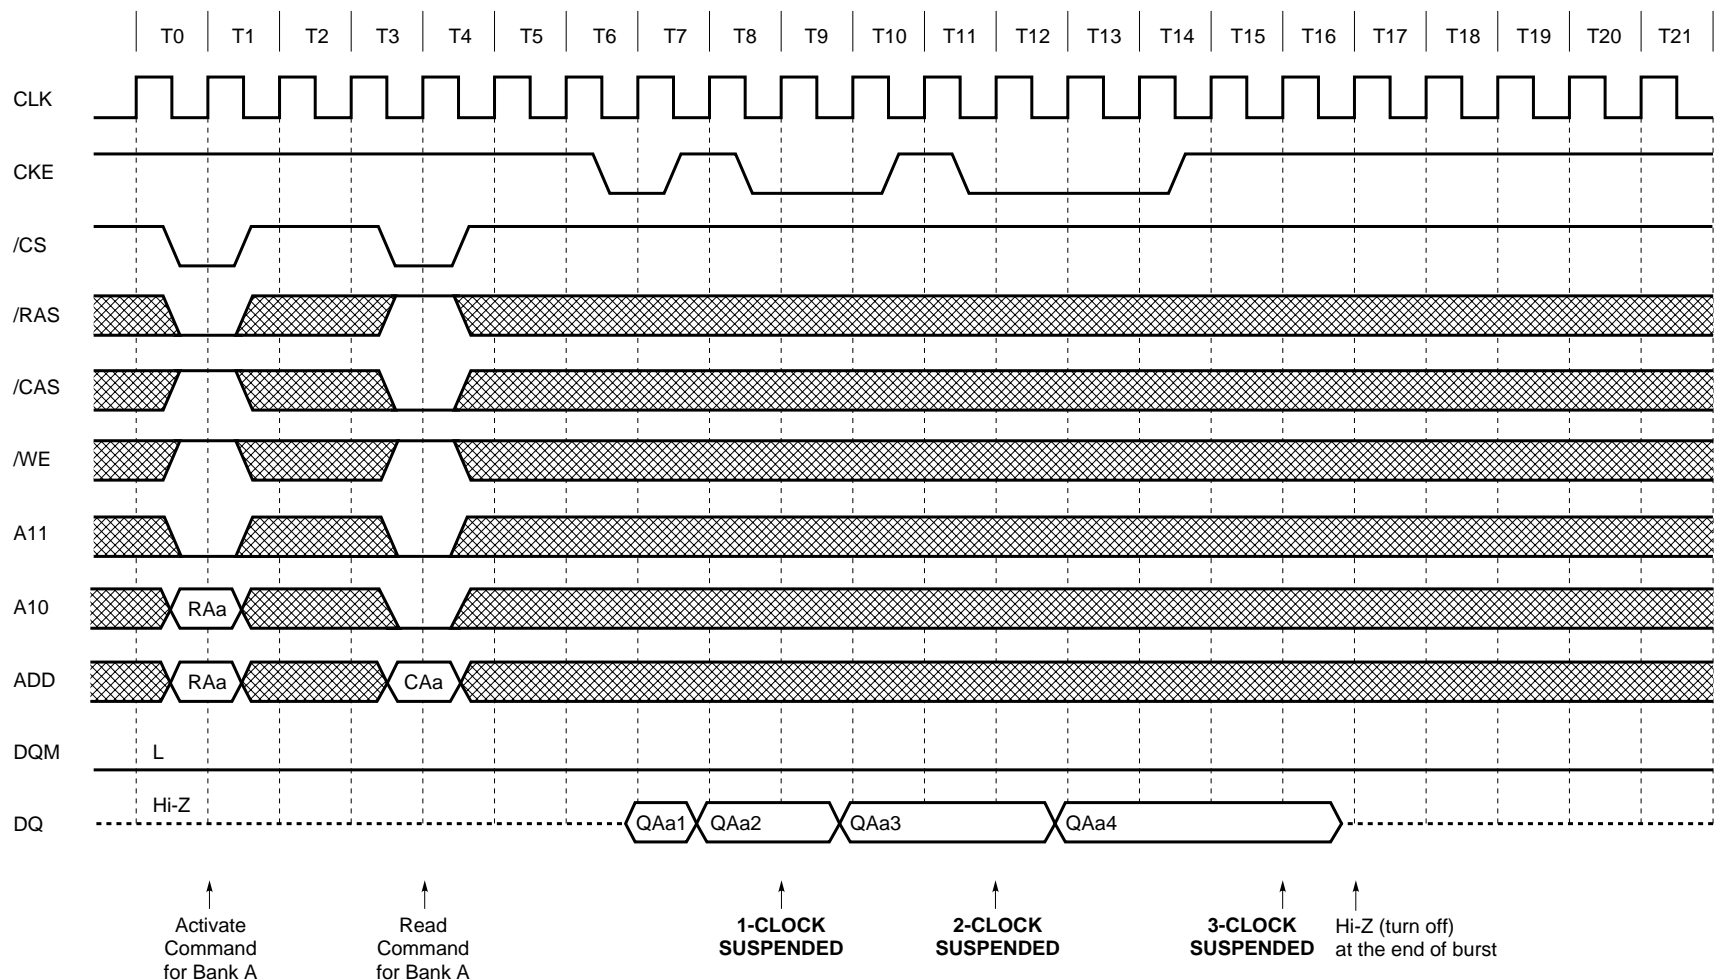 T0 T1 T2 T3 T4 T5 T6 T7 T8 T9 T10 T11 T12 T13 T14 T15 T16 T17 T18 T19 T20 T21
CLK
CKE
/CS
/RAS
/CAS
/WE
A11
A10 RAa
ADD RAa CAa
DQM L
DQ Hi-Z QAa1 QAa2 QAa3 QAa4
Activate
Command
for Bank A
Read
Command
for Bank A
1-CLOCK
SUSPENDED
2-CLOCK
SUSPENDED
3-CLOCK
SUSPENDED
Hi-Z (turn off)
at the end of burst